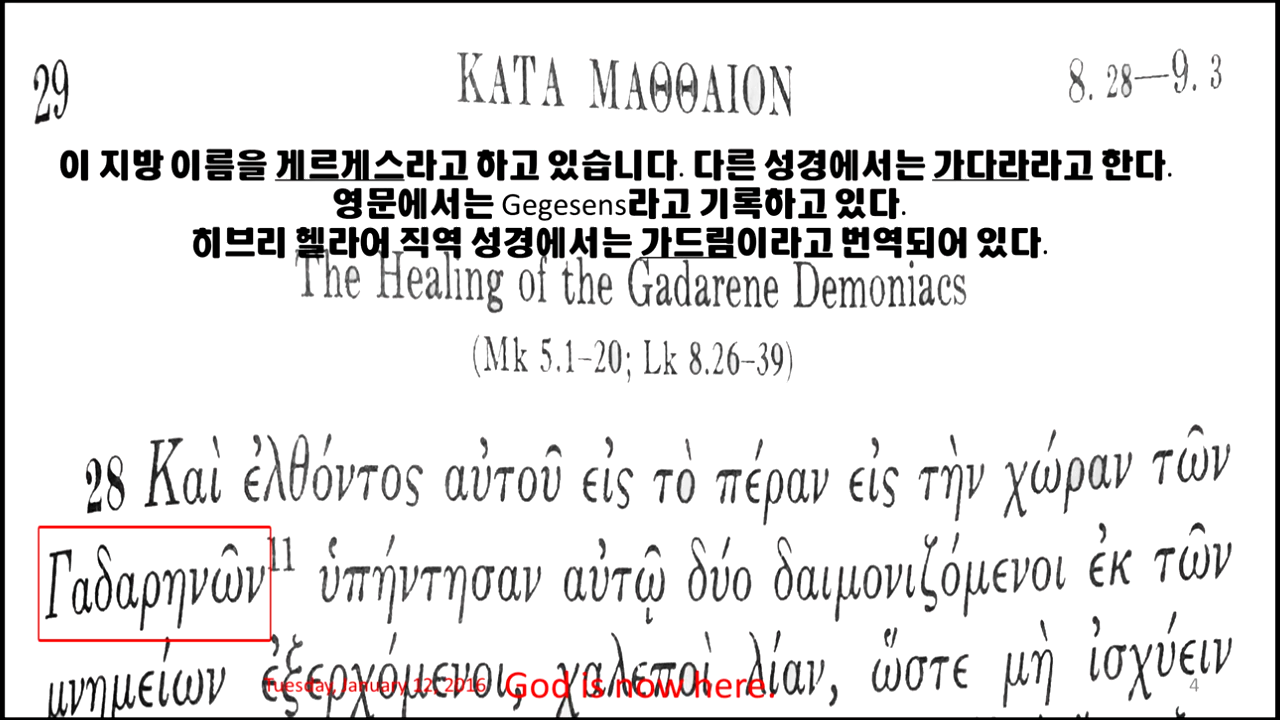 29 ΚΑΤΑ ΜΑΘΘΑΙΟΝ 8. 28—9. 3
이 지방 이름을 게르게스라고 하고 있습니다. 다른 성경에서는 가다라라고 한다.
영문에서는 Gegesens라고 기록하고 있다.
히브리 헬라어 직역 성경에서는 가드림이라고 번역되어 있다.
The Healing of the Gadarene Demoniacs
(Mk 5.1–20; Lk 8.26–39)
28 Καὶ ἐλθόντος αὐτοῦ εἰς τὸ πέραν εἰς τὴν χώραν τῶν
Γαδαρηνῶν11 ὑπήντησαν αὐτῷ δύο δαιμονιζόμενοι ἐκ τῶν
μνημείων ἐξερχόμενοι, χαλεποὶ λίαν, ὥστε μὴ ἰσχύειν
Tuesday, January 12, 2016 God is now here. 4